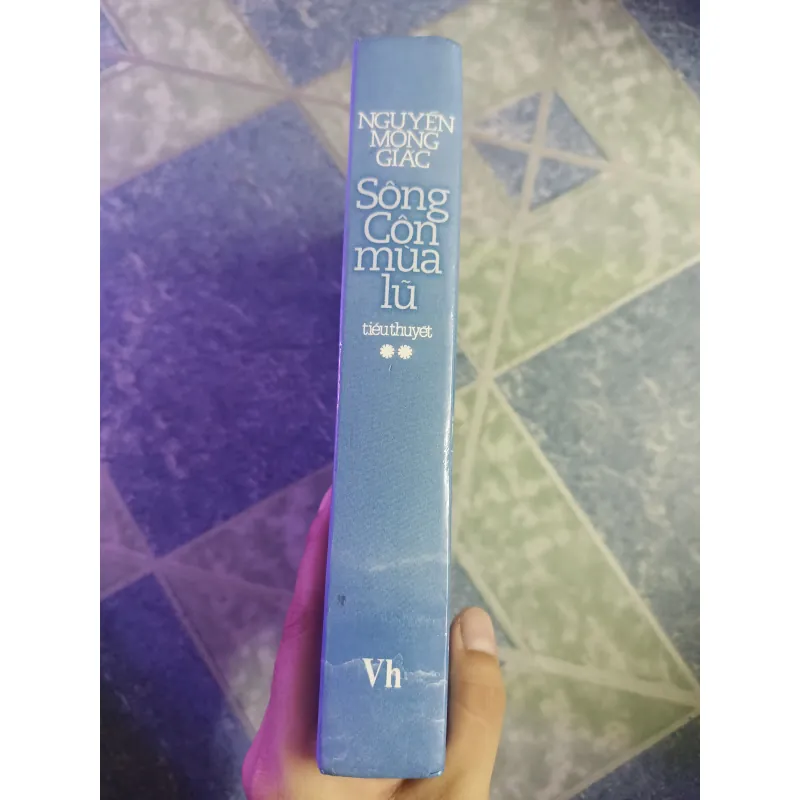 NGUYỄN
MỘNG
GIÁC
Sông
Côn
mùa
lũ
tiểu thuyết
Vh